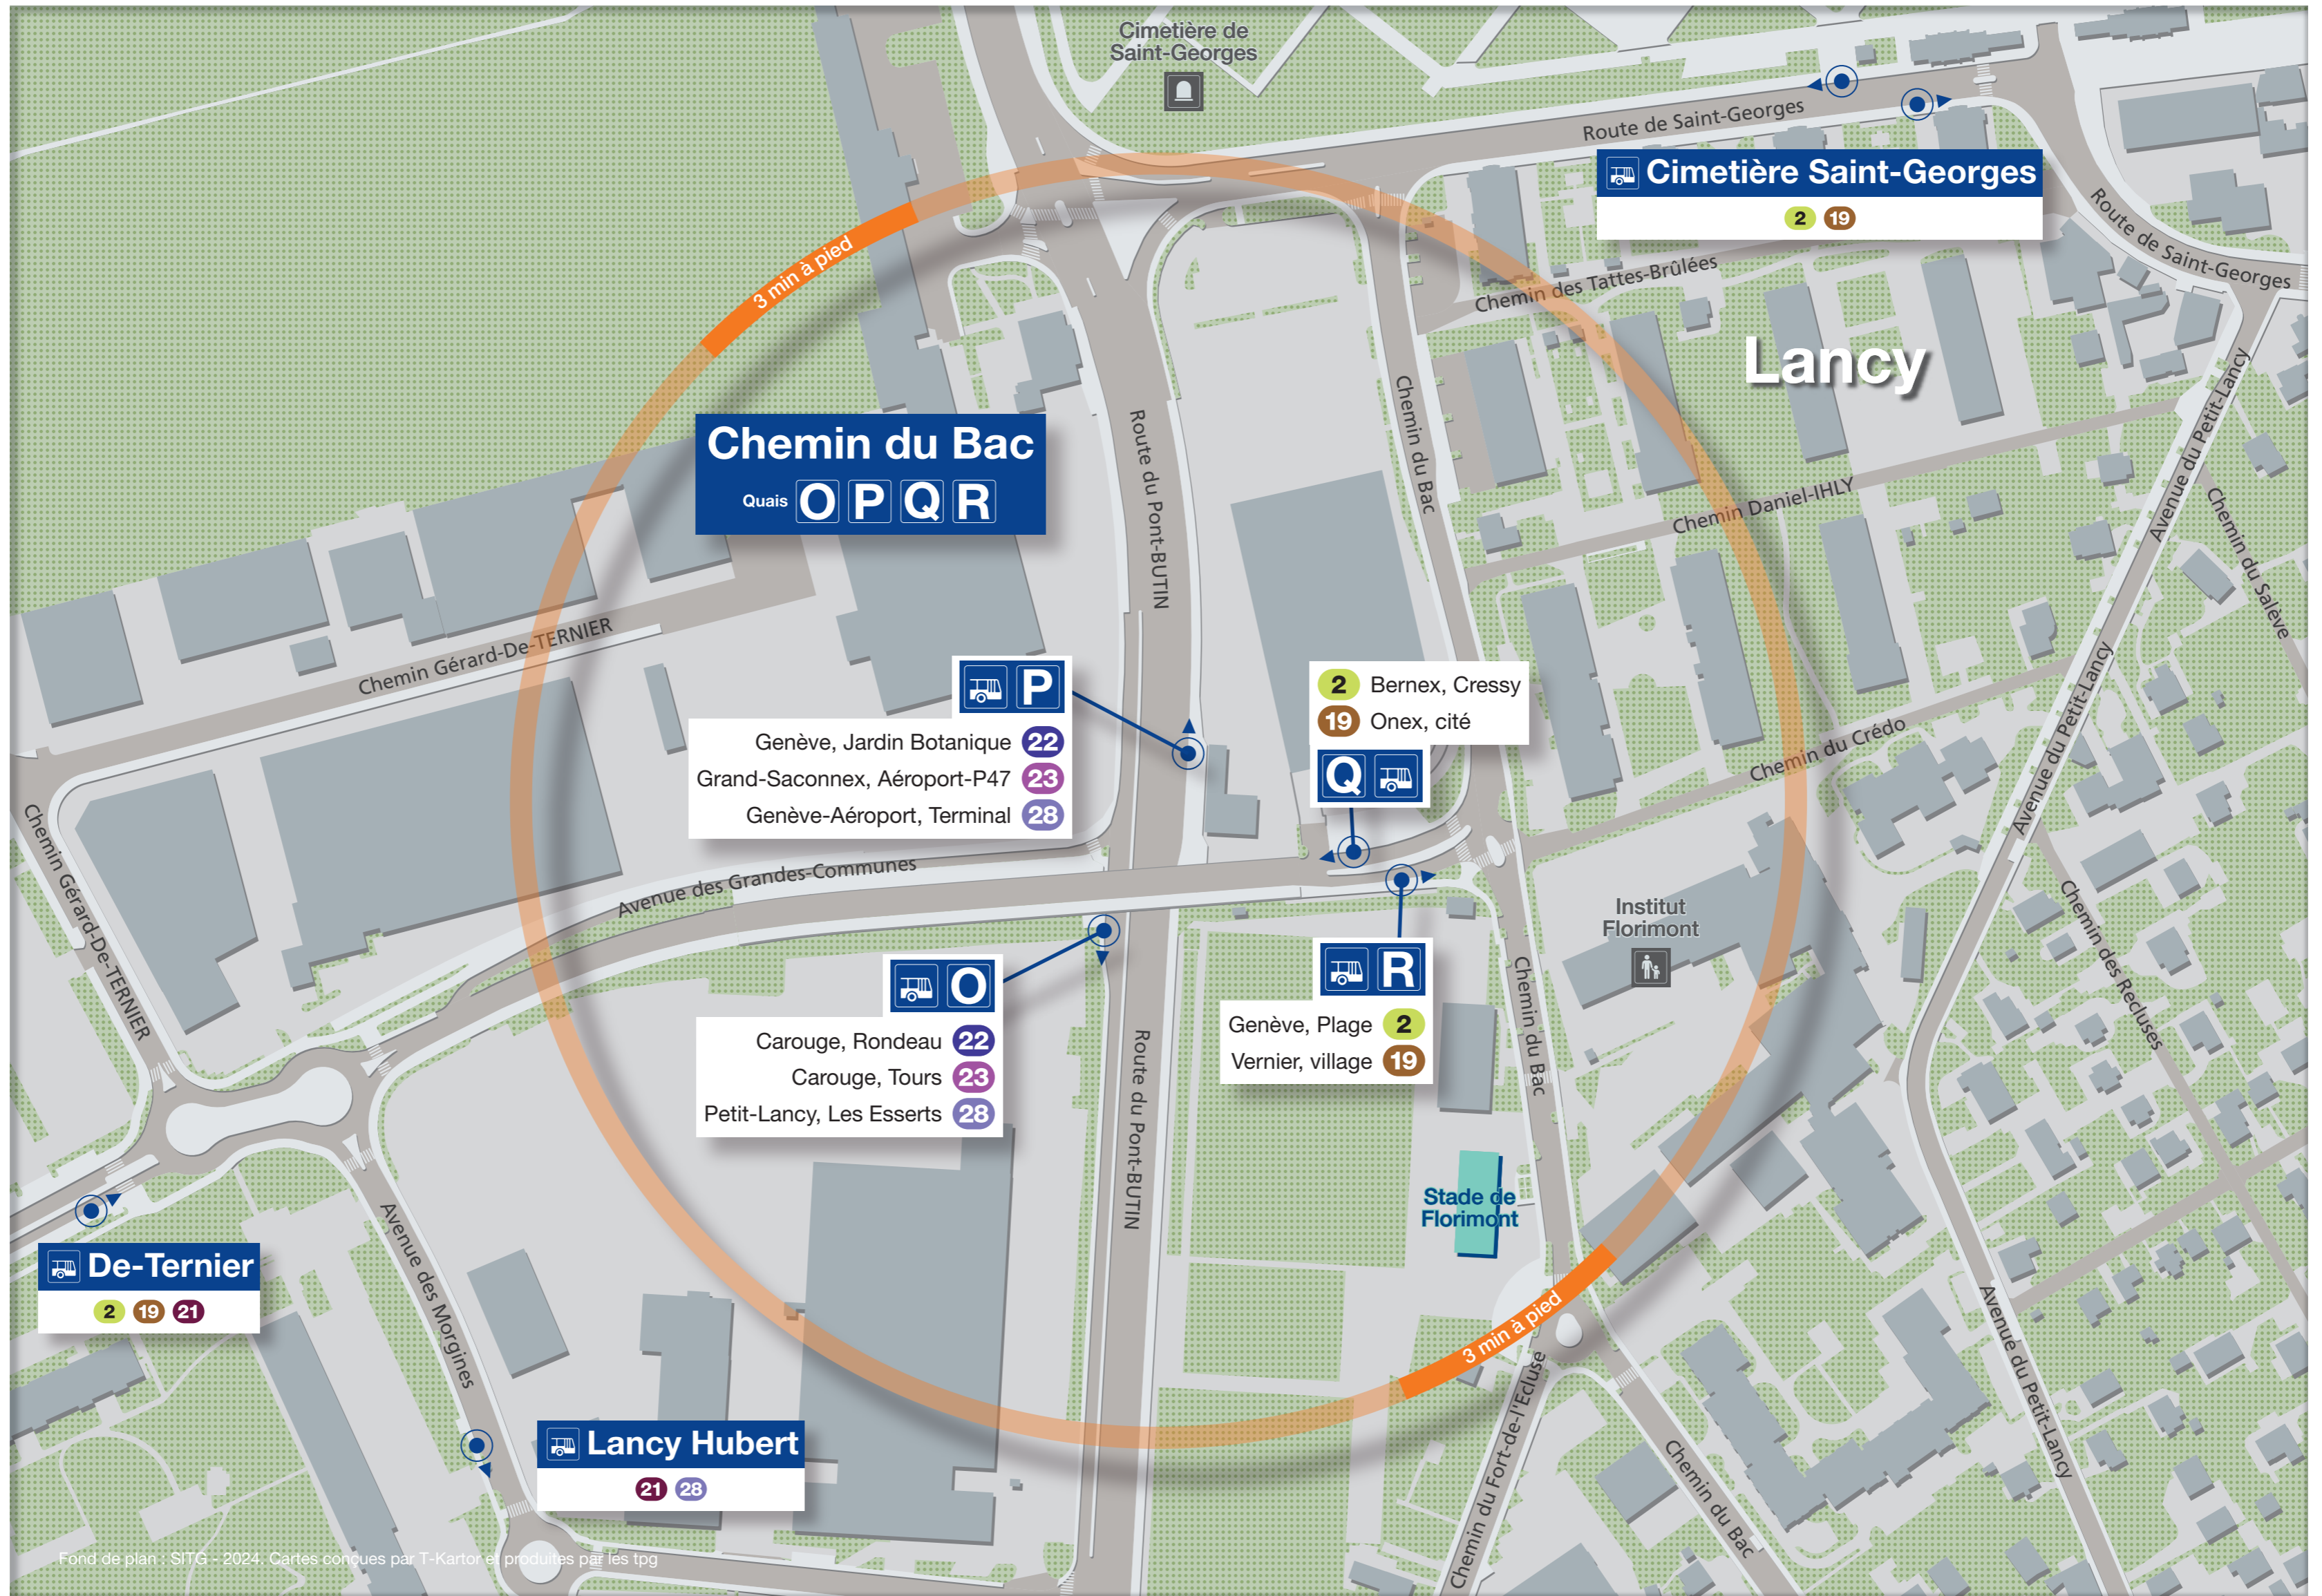 Cimetière de
Saint-Georges
Route de Saint-Georges
Cimetière Saint-Georges
2 19
Route de Saint-Georges
3 min à pied
Chemin des Tattes-Brûlées
Lancy
Chemin du Bac
Quais O P Q R
Route du Pont-BUTIN
Chemin du Bac
Avenue du Petit-Lancy
Chemin Daniel-IHLY
Chemin du Salève
Chemin Gérard-De-TERNIER
P
Genève, Jardin Botanique 22
Grand-Saconnex, Aéroport-P47 23
Genève-Aéroport, Terminal 28
2 Bernex, Cressy
19 Onex, cité
Q
Chemin du Crédo
Avenue du Petit-Lancy
Chemin Gérard-De-TERNIER
Avenue des Grandes-Communes
Institut
Florimont
Chemin des Recluses
O
Carouge, Rondeau 22
Carouge, Tours 23
Petit-Lancy, Les Esserts 28
R
Genève, Plage 2
Vernier, village 19
Chemin du Bac
Route du Pont-BUTIN
Stade de
Florimont
De-Ternier
2 19 21
Avenue des Morgines
3 min à pied
Avenue du Petit-Lancy
Chemin du Fort-de-l'Ecluse
Chemin du Bac
Lancy Hubert
21 28
Fond de plan : SITG - 2024. Cartes conçues par T-Kartor et produites par les tpg